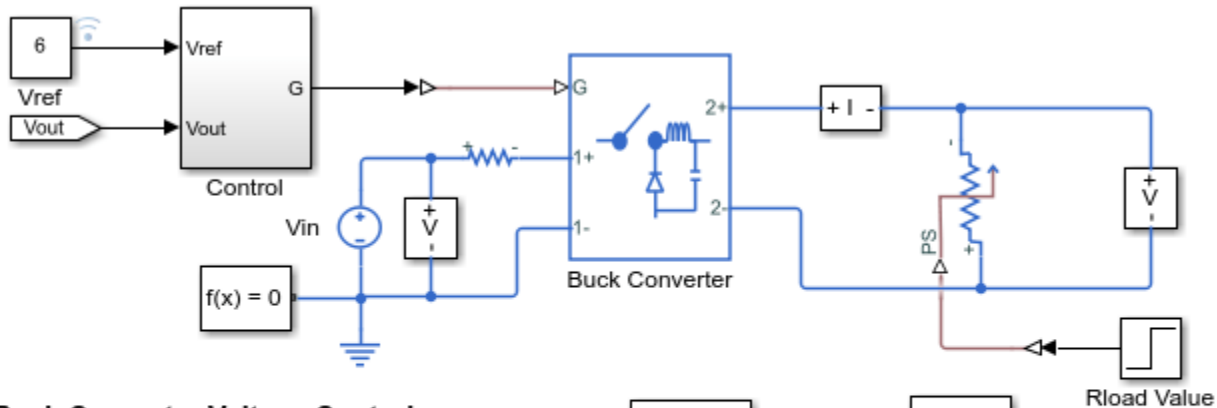 6
Vref
Vout
Vref
Vout
G
Control
Vin
+
V
-
f(x) = 0
+ -
G
1+
1-
2+
2-
Buck Converter
+ I -
-
+
PS
+
V
-
Rload Value